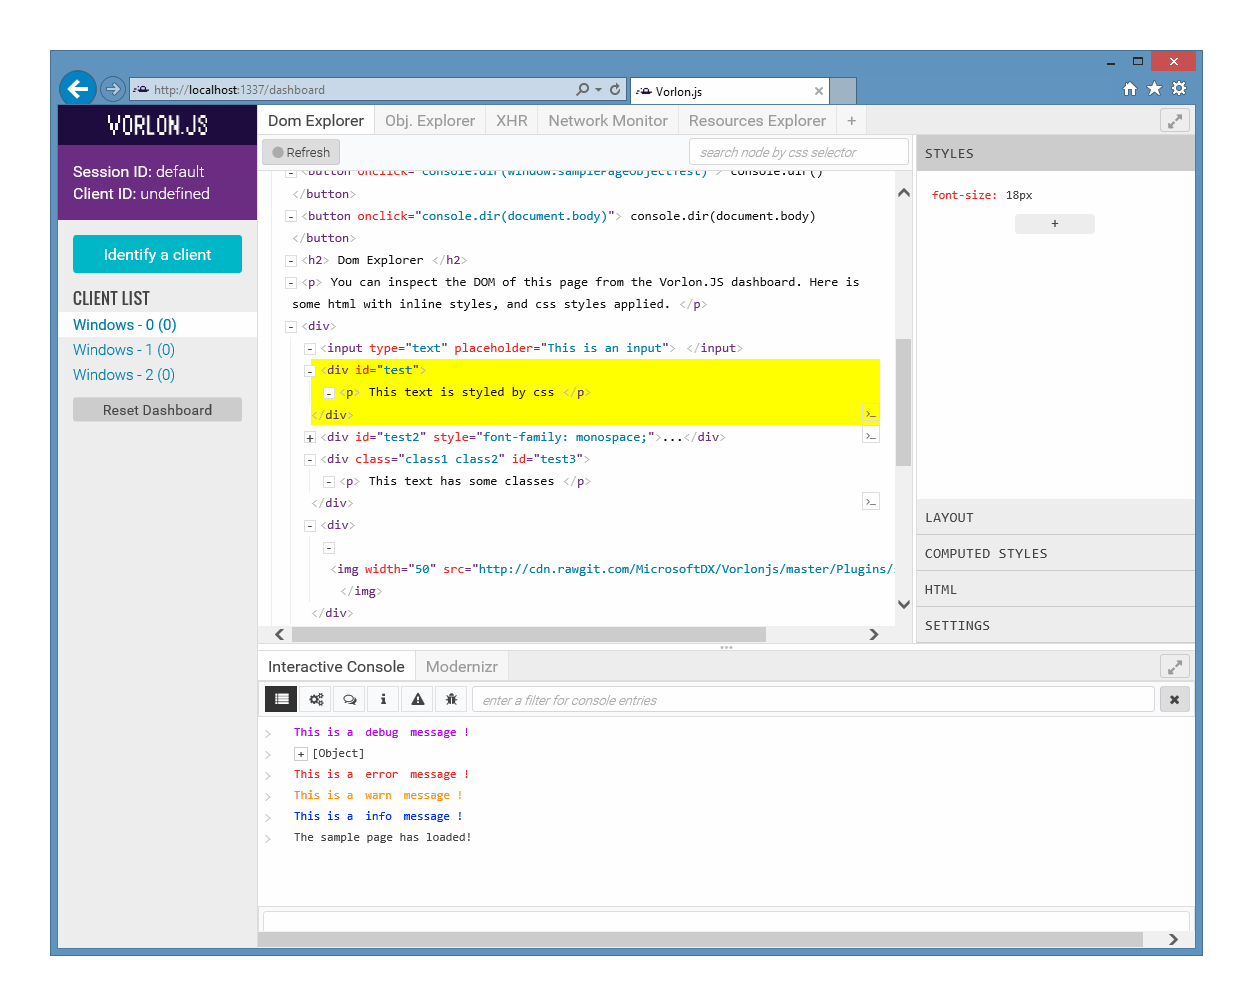 http://localhost:1337/dashboard
Vorlon.js
VORLON.JS
Session ID: default
Client ID: undefined
Identify a client
CLIENT LIST
Windows - 0 (0)
Windows - 1 (0)
Windows - 2 (0)
Reset Dashboard
Dom Explorer Obj. Explorer XHR Network Monitor Resources Explorer +
Refresh search node by css selector
- <button onclick="console.dir(window.samplePageObjectTest)"> console.dir()
</button>
- <button onclick="console.dir(document.body)"> console.dir(document.body)
</button>
- <h2> Dom Explorer </h2>
- <p> You can inspect the DOM of this page from the Vorlon.JS dashboard. Here is
some html with inline styles, and css styles applied. </p>
- <div>
- <input type="text" placeholder="This is an input"> </input>
- <div id="test">
- <p> This text is styled by css </p>
</div> >_
+ <div id="test2" style="font-family: monospace;">...</div> >_
- <div class="class1 class2" id="test3">
- <p> This text has some classes </p>
</div> >_
- <div>
-
<img width="50" src="http://cdn.rawgit.com/MicrosoftDX/Vorlonjs/master/Plugins/
</img>
</div>
STYLES
font-size: 18px
+
LAYOUT
COMPUTED STYLES
HTML
SETTINGS
Interactive Console Modernizr
enter a filter for console entries
> This is a debug message !
> + [Object]
> This is a error message !
> This is a warn message !
> This is a info message !
> The sample page has loaded!